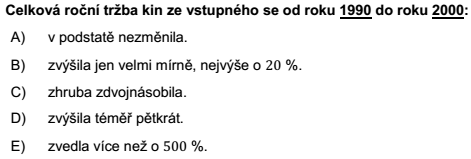 Celková roční tržba kin ze vstupného se od roku 1990 do roku 2000:
A) v podstatě nezměnila.
B) zvýšila jen velmi mírně, nejvýše o 20 %.
C) zhruba zdvojnásobila.
D) zvýšila téměř pětkrát.
E) zvedla více než o 500 %.